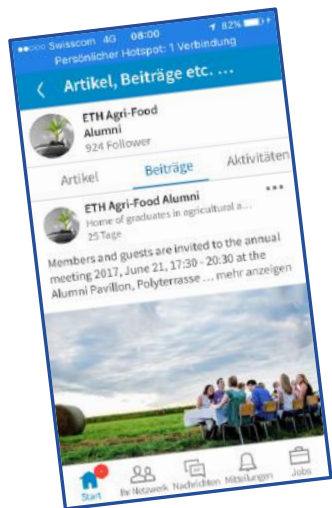 Swisscom 4G 08:00 82%
Persönlicher Hotspot: 1 Verbindung
Artikel, Beiträge etc. ...
ETH Agri-Food
Alumni
924 Follower
Artikel Beiträge Aktivitäten
ETH Agri-Food Alumni
Home of graduates in agricultural a...
25 Tage
Members and guests are invited to the annual
meeting 2017, June 21, 17:30 - 20:30 at the
Alumni Pavillon, Polyterrasse ... mehr anzeigen
Start Ihr Netzwerk Nachrichten Mitteilungen Jobs